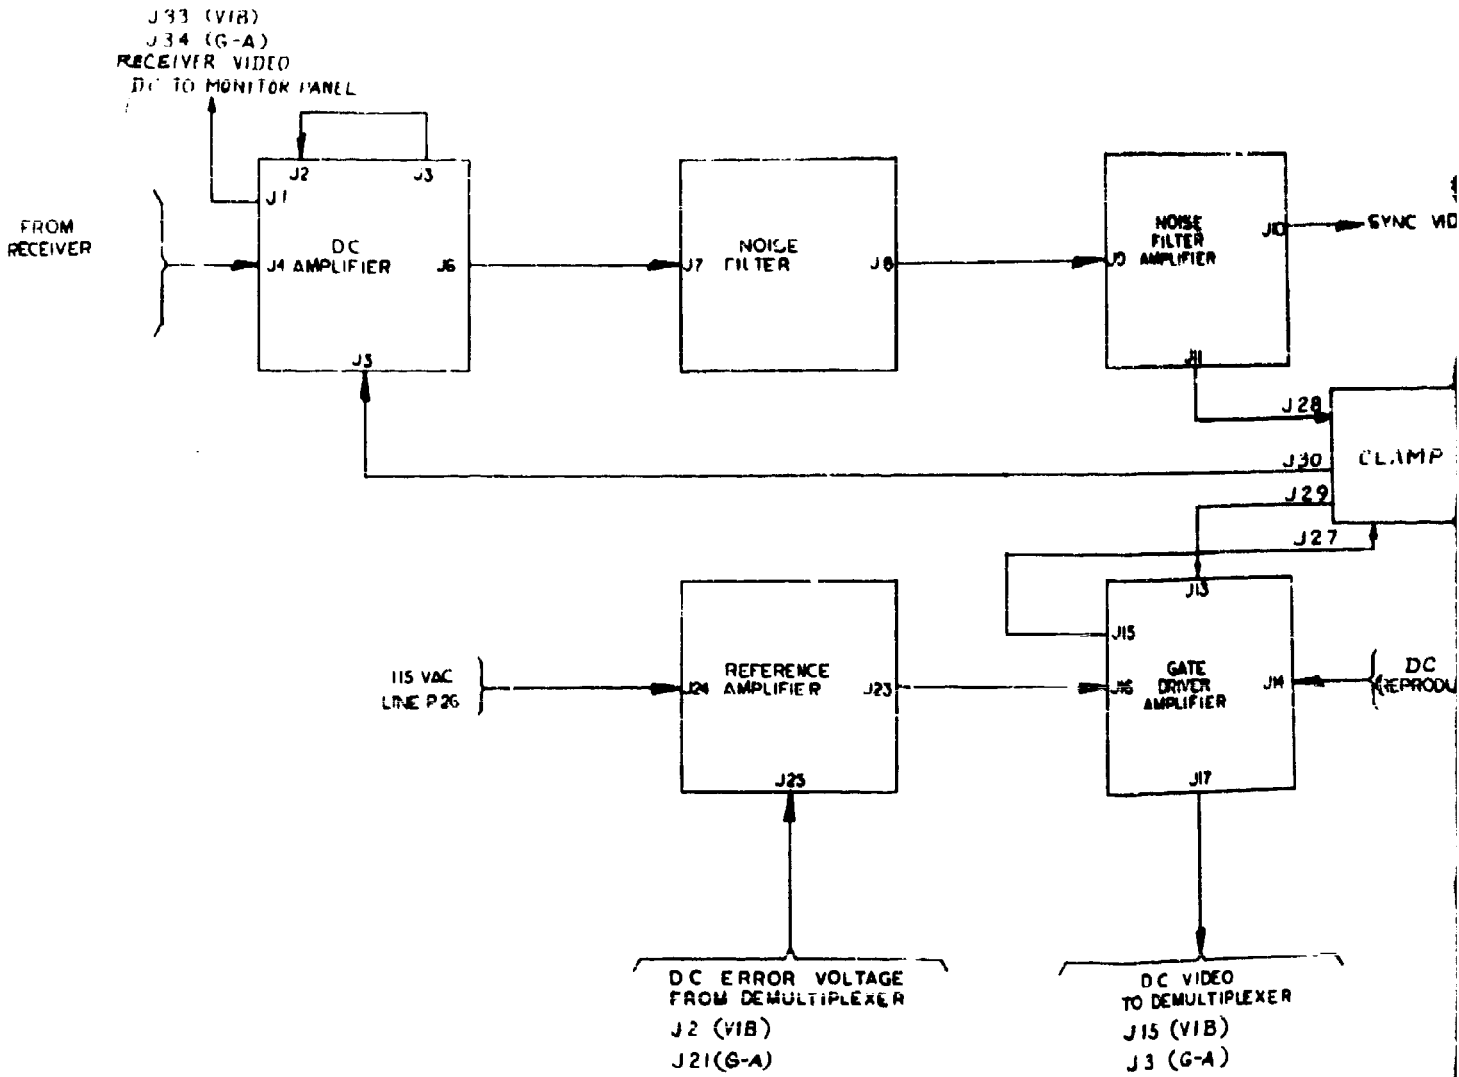 J33 (VIB)
J34 (G-A)
RECEIVER VIDEO
DC TO MONITOR PANEL
J2
J3
J1
FROM
RECEIVER
J4
DC
AMPLIFIER
J6
J5
J7
NOISE
FILTER
J8
J9
NOISE
FILTER
AMPLIFIER
J10
SYNC VID
J11
J28
J30
CLAMP
J29
J27
J13
J15
115 VAC
LINE P26
J24
REFERENCE
AMPLIFIER
J23
J16
GATE
DRIVER
AMPLIFIER
J14
DC
REPRODU
J25
J17
DC ERROR VOLTAGE
FROM DEMULTIPLEXER
J2 (VIB)
J21(G-A)
DC VIDEO
TO DEMULTIPLEXER
J15 (VIB)
J3 (G-A)